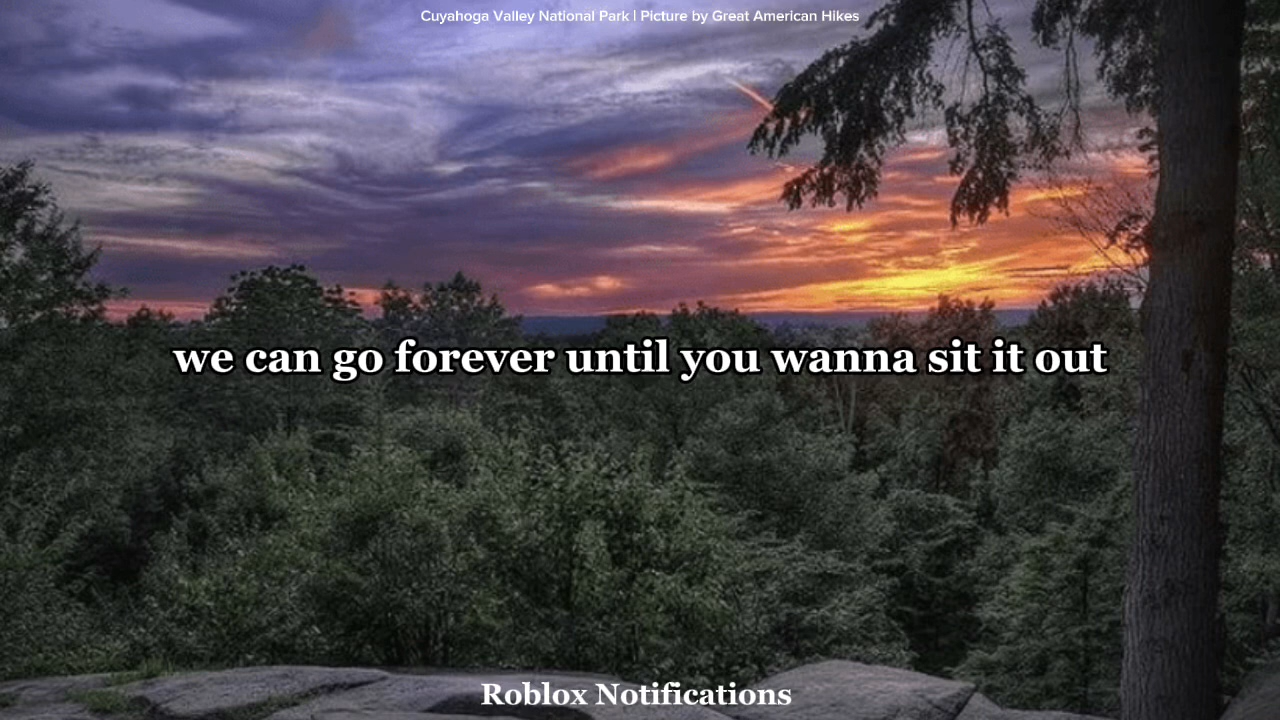 Cuyahoga Valley National Park | Picture by Great American Hikes
we can go forever until you wanna sit it out
Roblox Notifications